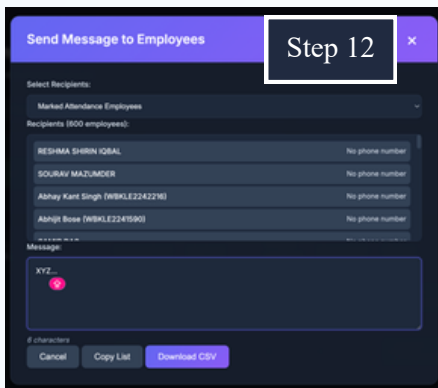 Send Message to Employees
Step 12
×
Select Recipients:
Marked Attendance Employees
Recipients (600 employees):
RESHMA SHIRIN IQBAL No phone number
SOURAV MAZUMDER No phone number
Abhay Kant Singh (WBKLE2242216) No phone number
Abhijit Bose (WBKLE2241590) No phone number
Message:
XYZ...
6 characters
Cancel Copy List Download CSV